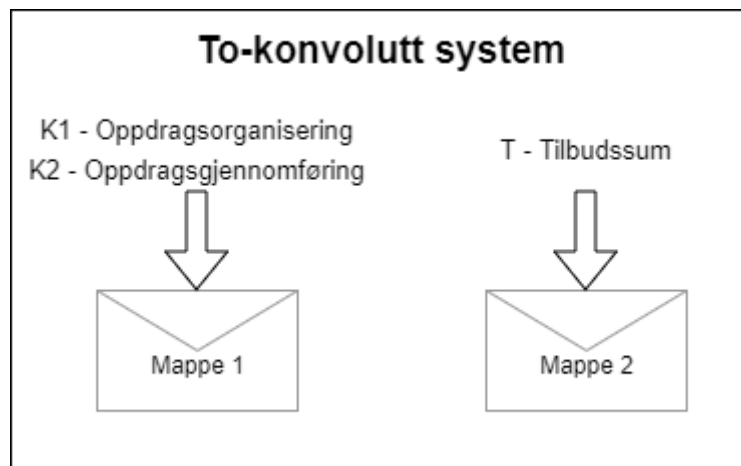 To-konvolutt system
K1 - Oppdragsorganisering
K2 - Oppdragsgjennomføring
T - Tilbudssum
Mappe 1
Mappe 2